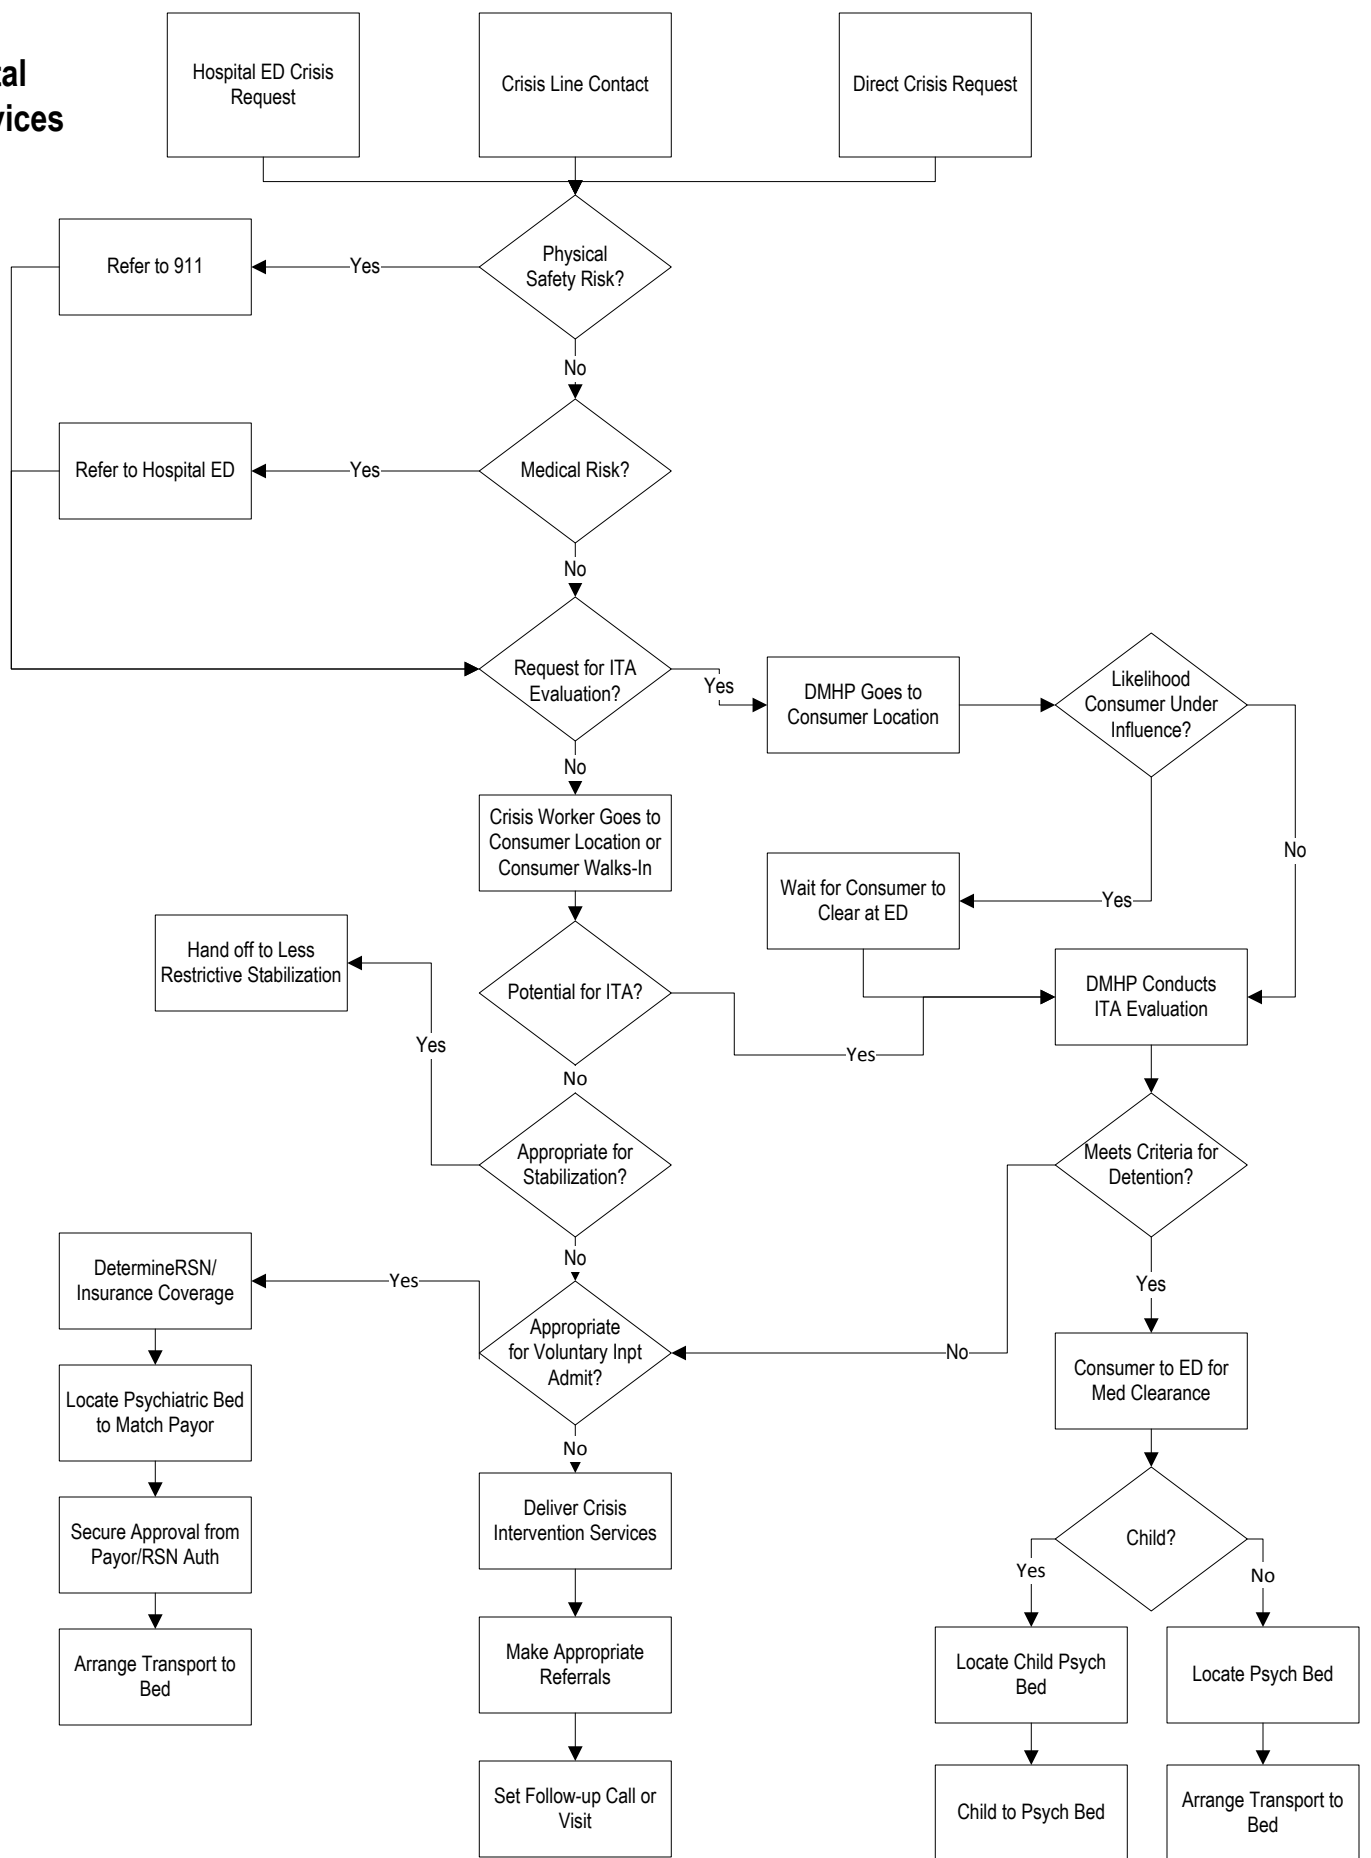 tal
vices
Hospital ED Crisis
Request
Crisis Line Contact
Direct Crisis Request
Physical
Safety Risk?
Yes
Refer to 911
No
Medical Risk?
Yes
Refer to Hospital ED
No
Request for ITA
Evaluation?
Yes
DMHP Goes to
Consumer Location
Likelihood
Consumer Under
Influence?
No
Crisis Worker Goes to
Consumer Location or
Consumer Walks-In
Wait for Consumer to
Clear at ED
Yes
No
Hand off to Less
Restrictive Stabilization
Potential for ITA?
DMHP Conducts
ITA Evaluation
Yes
Yes
No
Appropriate for
Stabilization?
Meets Criteria for
Detention?
No
Yes
DetermineRSN/
Insurance Coverage
Yes
Appropriate
for Voluntary Inpt
Admit?
No
Consumer to ED for
Med Clearance
Locate Psychiatric Bed
to Match Payor
No
Deliver Crisis
Intervention Services
Secure Approval from
Payor/RSN Auth
Child?
Yes
No
Arrange Transport to
Bed
Make Appropriate
Referrals
Locate Child Psych
Bed
Locate Psych Bed
Set Follow-up Call or
Visit
Child to Psych Bed
Arrange Transport to
Bed